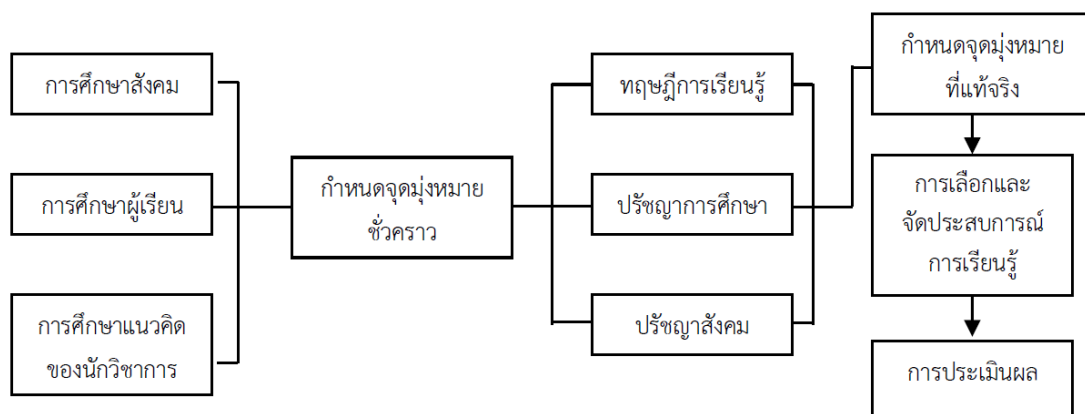 การศึกษาสังคม
การศึกษาผู้เรียน
การศึกษาแนวคิด
ของนักวิชาการ
กำหนดจุดมุ่งหมาย
ชั่วคราว
ทฤษฎีการเรียนรู้
ปรัชญาการศึกษา
ปรัชญาสังคม
กำหนดจุดมุ่งหมาย
ที่แท้จริง
การเลือกและ
จัดประสบการณ์
การเรียนรู้
การประเมินผล